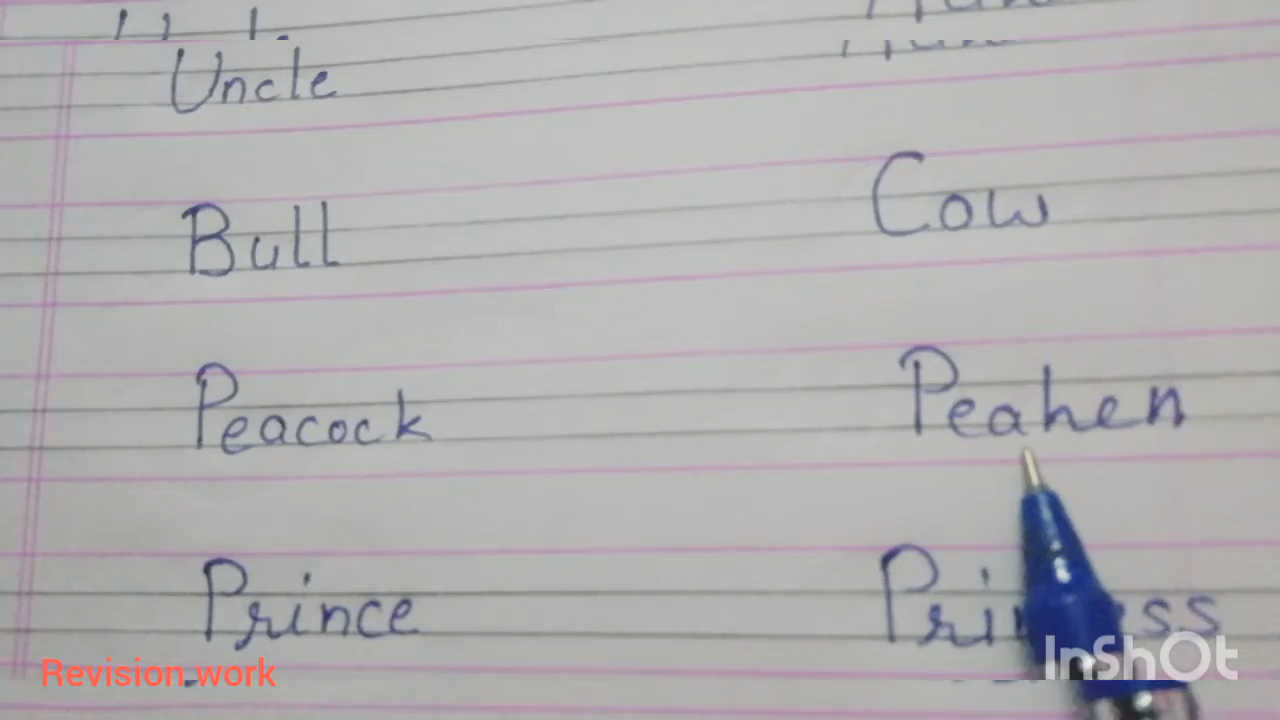 Uncle
Bull Cow
Peacock Peahen
Prince
Revision work
InShOt